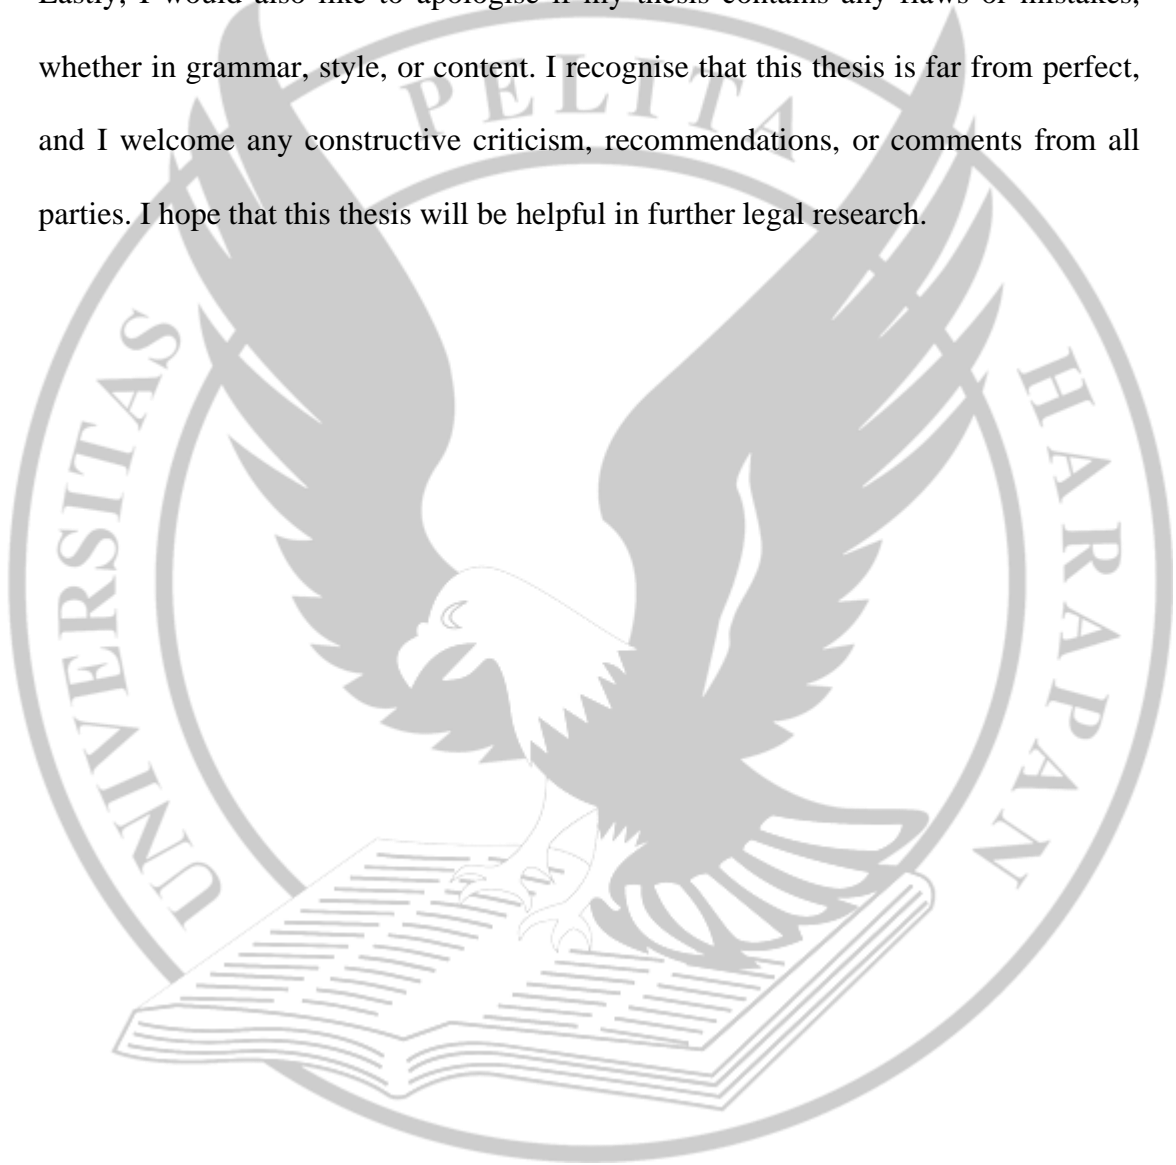 Lastly, I would also like to apologise if my thesis contains any flaws or mistakes,
whether in grammar, style, or content. I recognise that this thesis is far from perfect,
and I welcome any constructive criticism, recommendations, or comments from all
parties. I hope that this thesis will be helpful in further legal research.
UNIVERSITAS PELITA HARAPAN